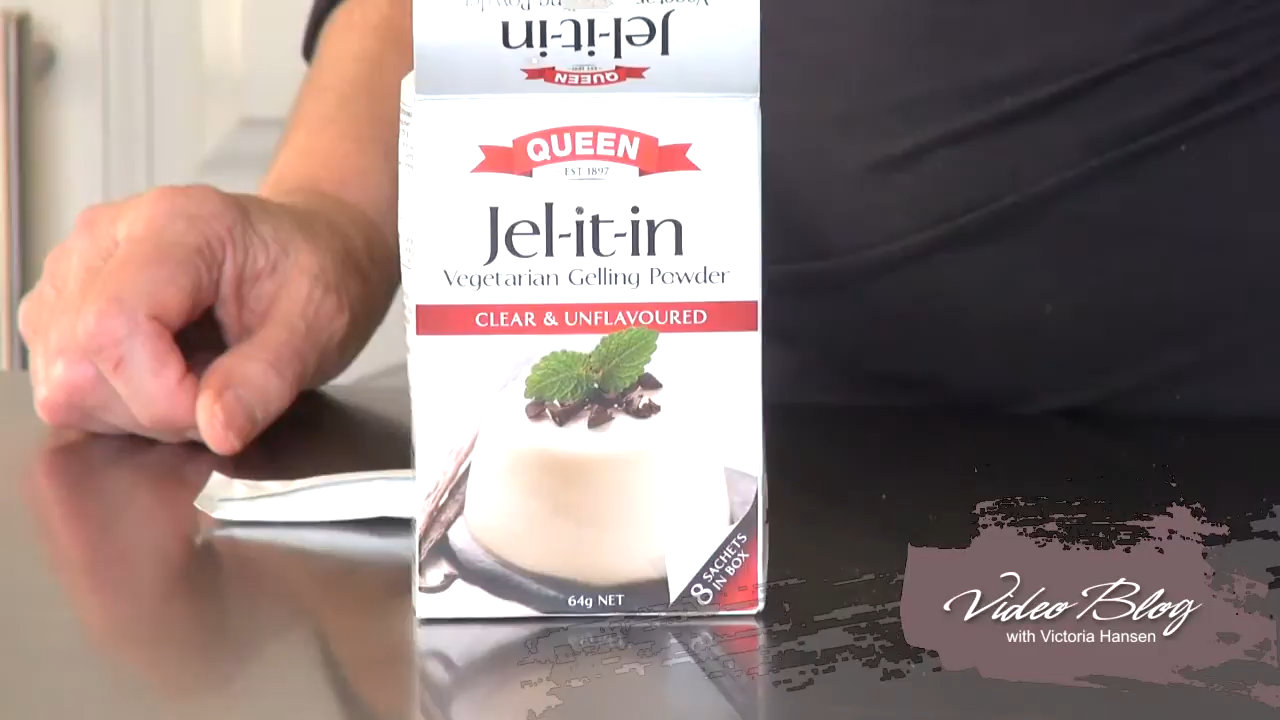 Jel-it-in
QUEEN
QUEEN
EST 1897
Jel-it-in
Vegetarian Gelling Powder
CLEAR & UNFLAVOURED
8 SACHETS
IN BOX
64g NET
Video Blog
with Victoria Hansen